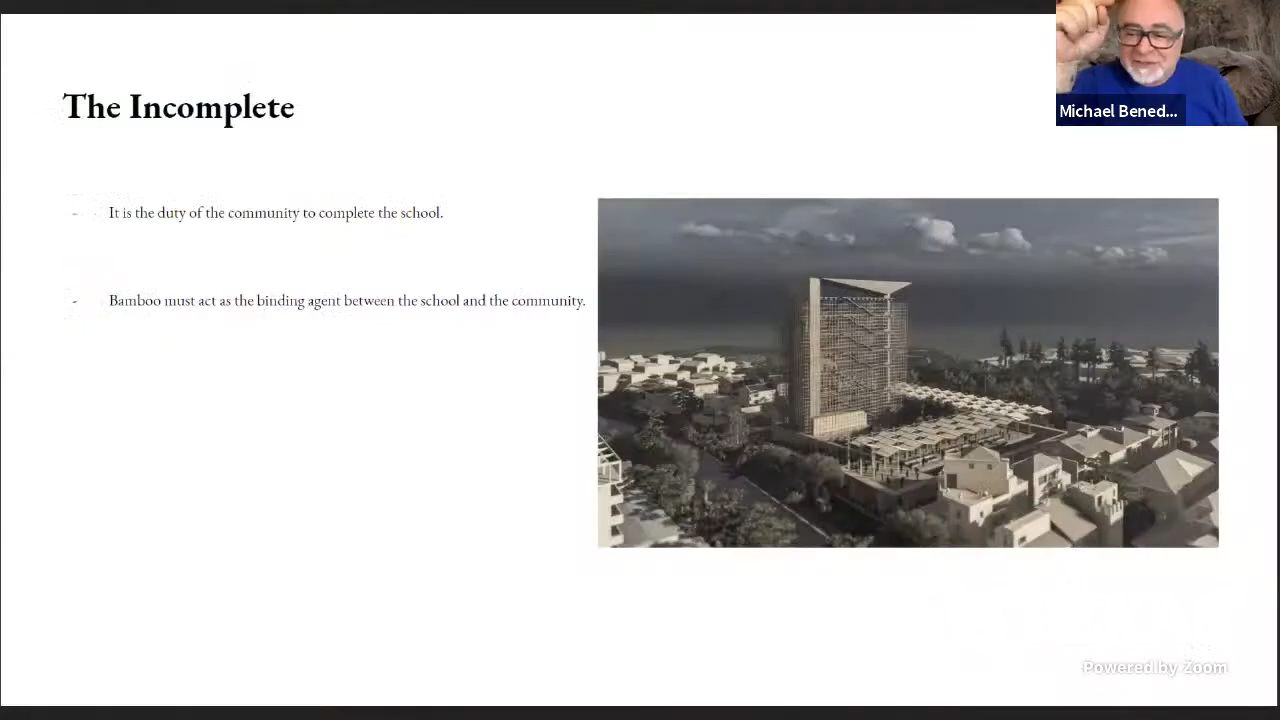 Michael Bened...
The Incomplete
- It is the duty of the community to complete the school.
- Bamboo must act as the binding agent between the school and the community.
Powered by Zoom